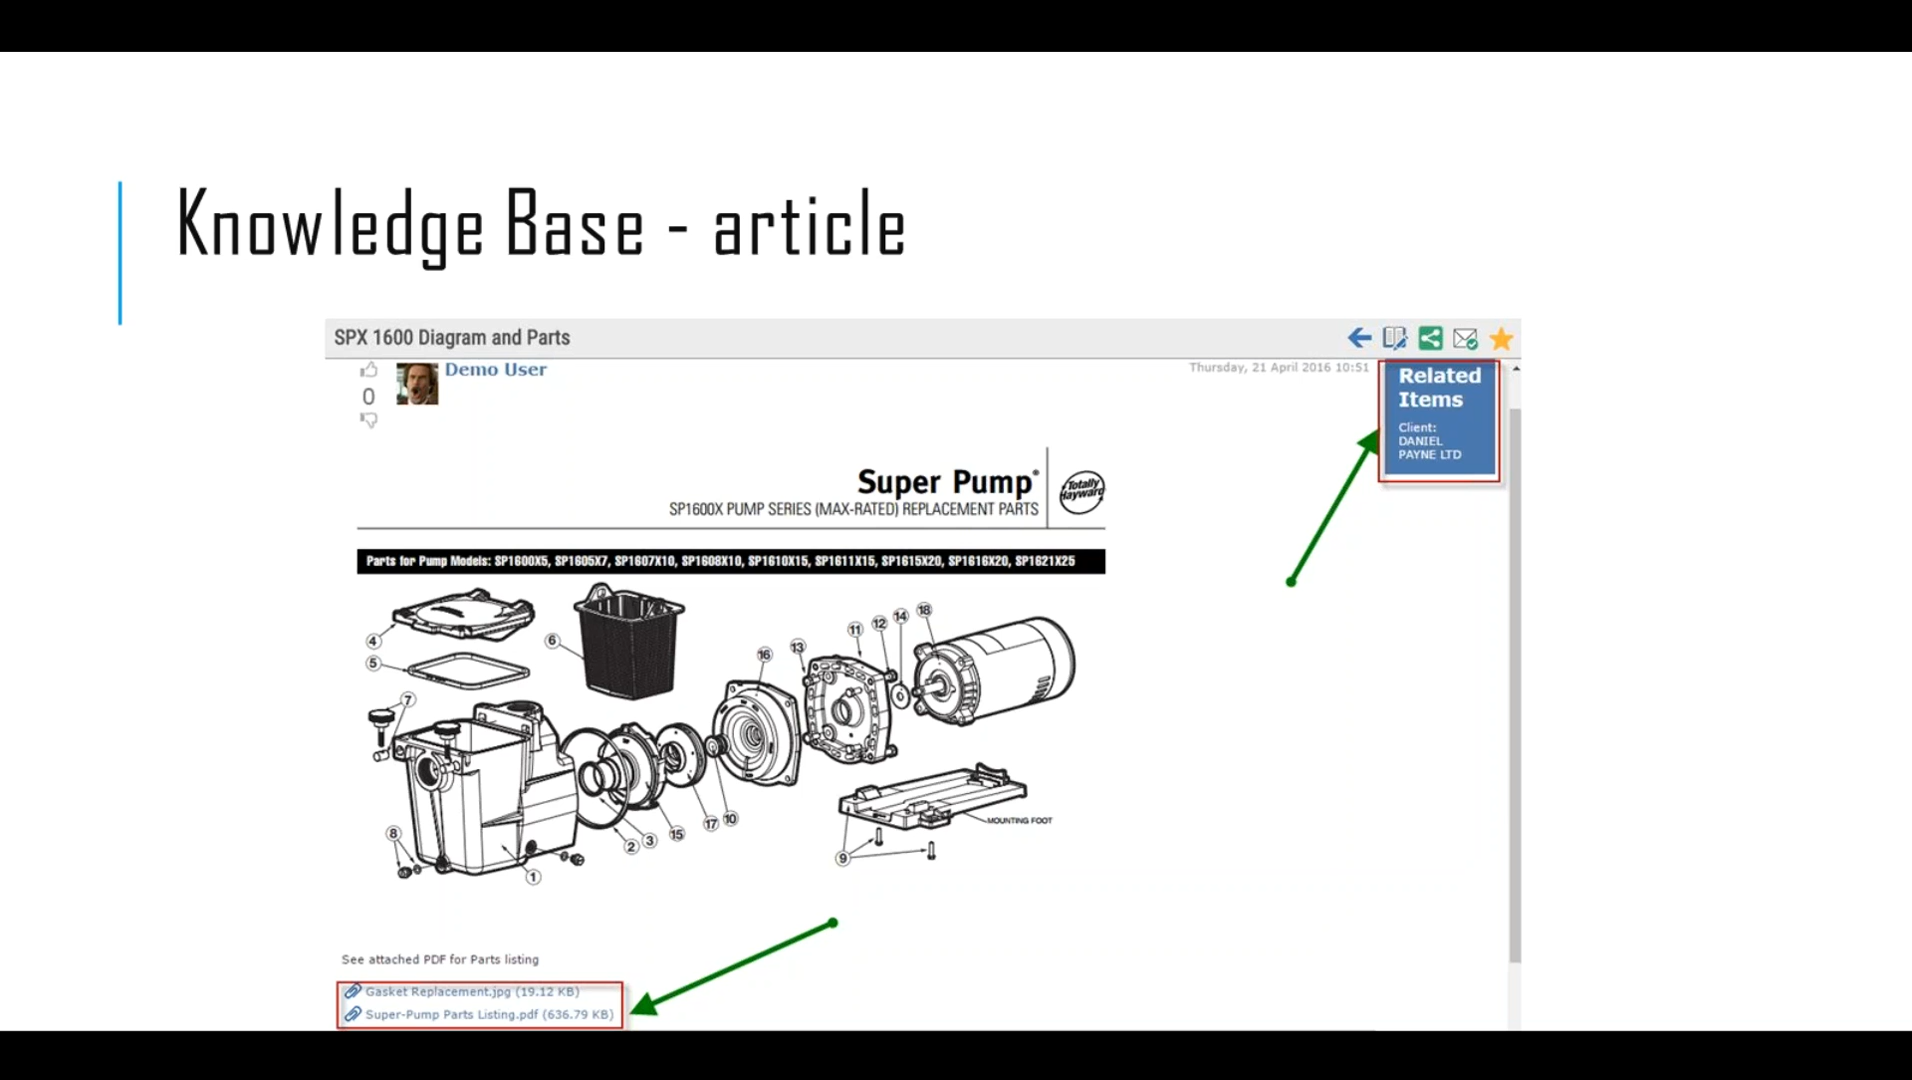 Knowledge Base - article
SPX 1600 Diagram and Parts
Demo User
Thursday, 21 April 2016 10:51
0
Related
Items
Client:
DANIEL
PAYNE LTD
Super Pump®
Totally
Hayward
SP1600X PUMP SERIES (MAX-RATED) REPLACEMENT PARTS
Parts for Pump Models: SP1600X5, SP1605X7, SP1607X10, SP1608X10, SP1610X15, SP1611X15, SP1615X20, SP1616X20, SP1621X25
4
5
6
7
16
13
11
12
14
18
8
1
2
3
15
17
10
9
MOUNTING FOOT
See attached PDF for Parts listing
Gasket Replacement.jpg (19.12 KB)
Super-Pump Parts Listing.pdf (636.79 KB)